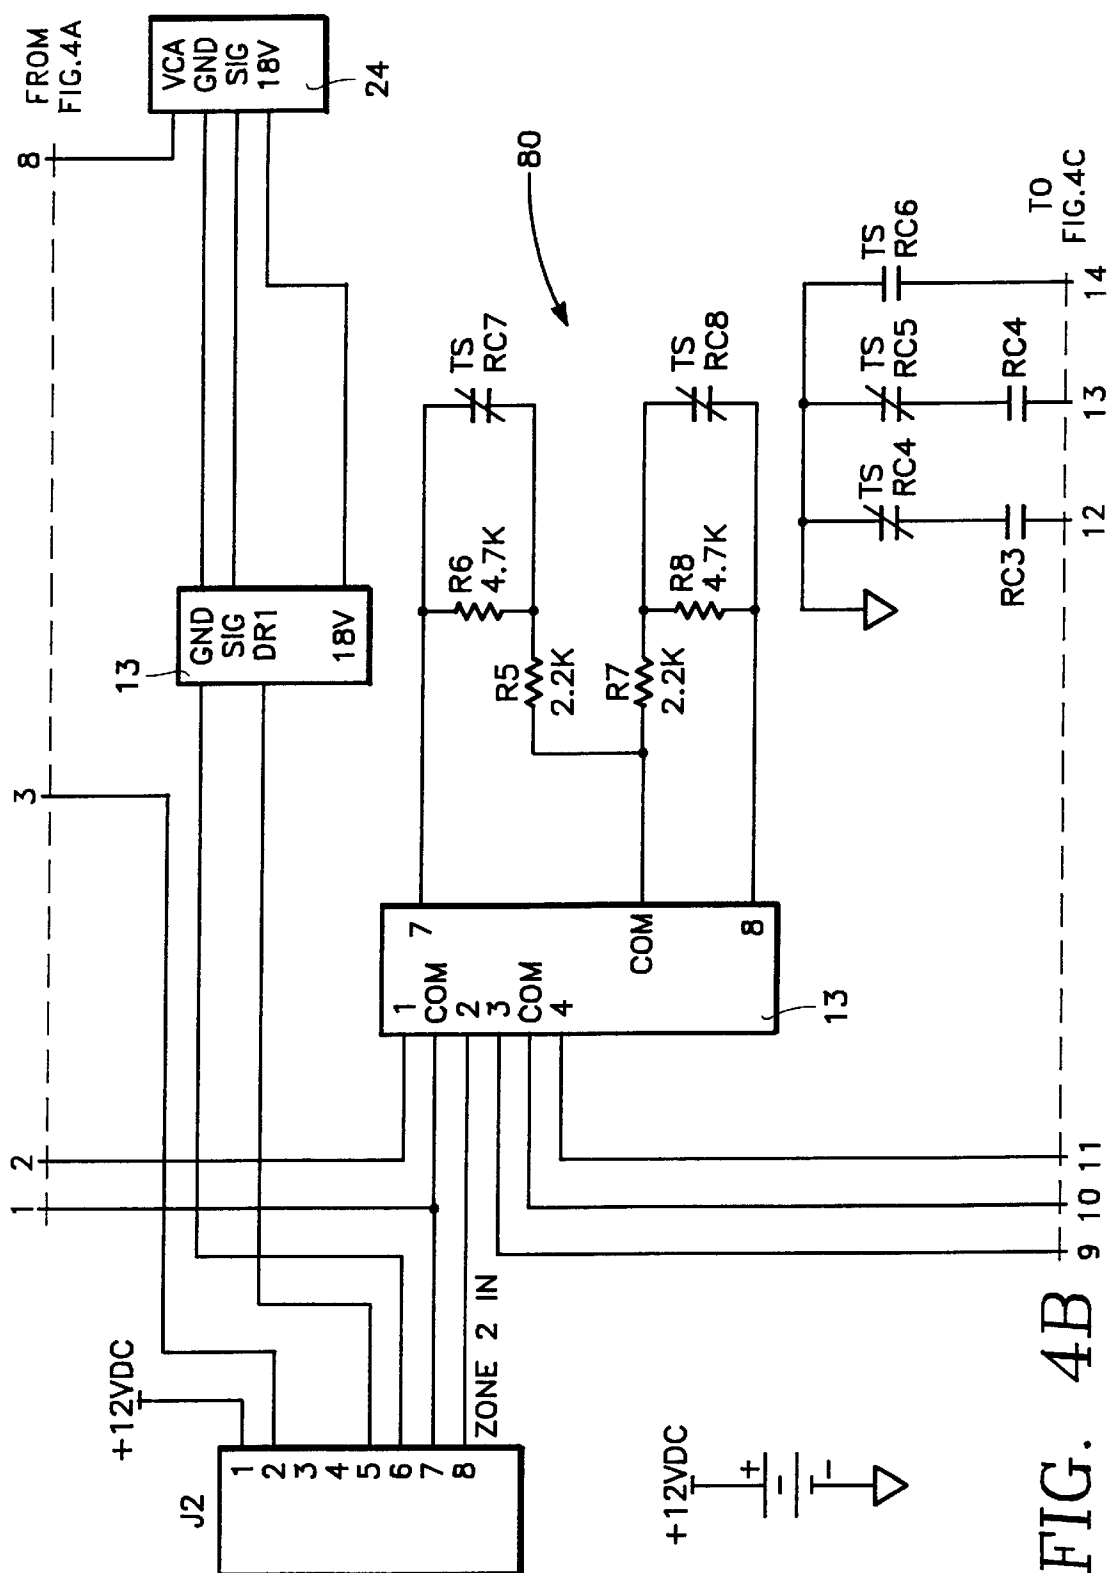 FROM
FIG.4A
1
2
3
8
+12VDC
J2
1
2
3
4
5
6
7
8
ZONE 2 IN
13
GND
SIG
DR1
18V
VCA
GND
SIG
18V
24
1
COM
2
3
COM
4
7
COM
8
13
R5
2.2K
R6
4.7K
TS
RC7
R7
2.2K
R8
4.7K
TS
RC8
80
+12VDC
+
-
TS
RC4
RC3
TS
RC5
RC4
TS
RC6
9
10
11
12
13
14
TO
FIG.4C
FIG. 4B